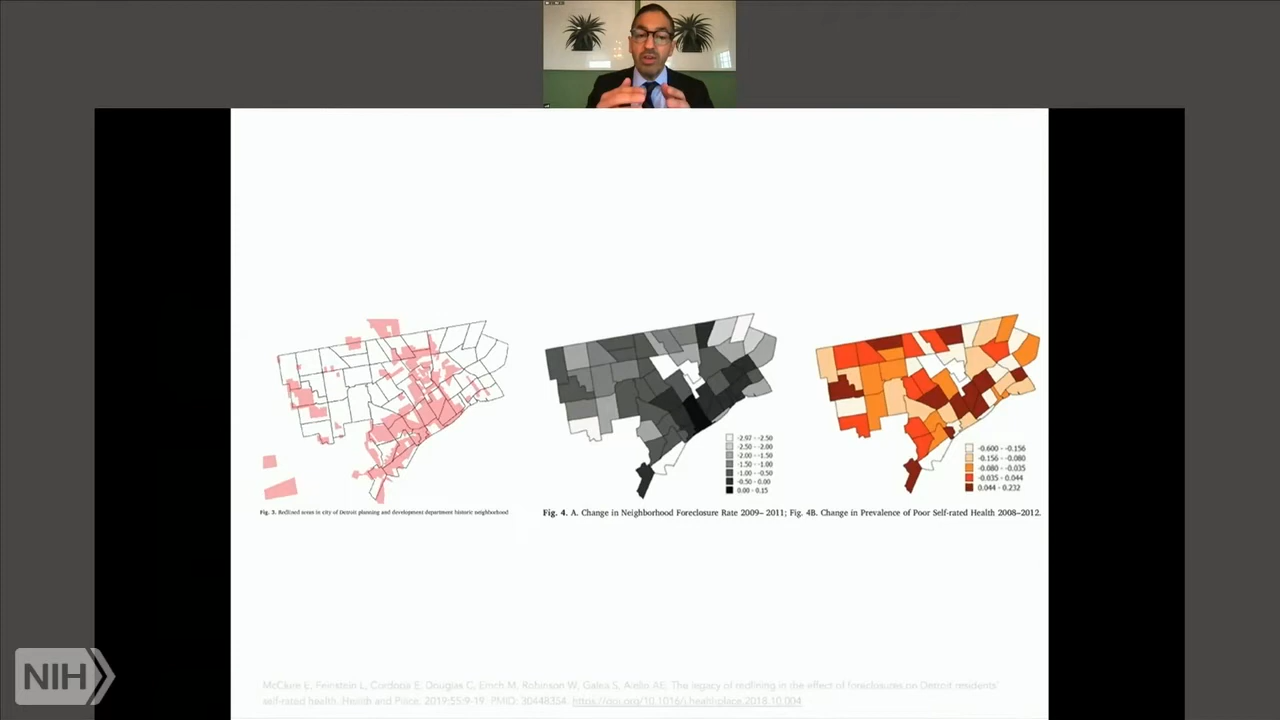 Fig. 3. Redlined areas in city of Detroit planning and development department historic neighborhood
-2.97 - -2.50
-2.50 - -2.00
-2.00 - -1.50
-1.50 - -1.00
-1.00 - -0.50
-0.50 - 0.00
0.00 - 0.15
Fig. 4. A. Change in Neighborhood Foreclosure Rate 2009– 2011; Fig. 4B. Change in Prevalence of Poor Self-rated Health 2008–2012.
-0.600 - -0.156
-0.156 - -0.080
-0.080 - -0.035
-0.035 - 0.044
0.044 - 0.232
McClure E, Feinstein L, Cordoba E, Douglas C, Emch M, Robinson W, Galea S, Aiello AE. The legacy of redlining in the effect of foreclosures on Detroit residents'
self-rated health. Health and Place. 2019;55:9-19. PMID: 30448354. https://doi.org/10.1016/j.healthplace.2018.10.004
NIH